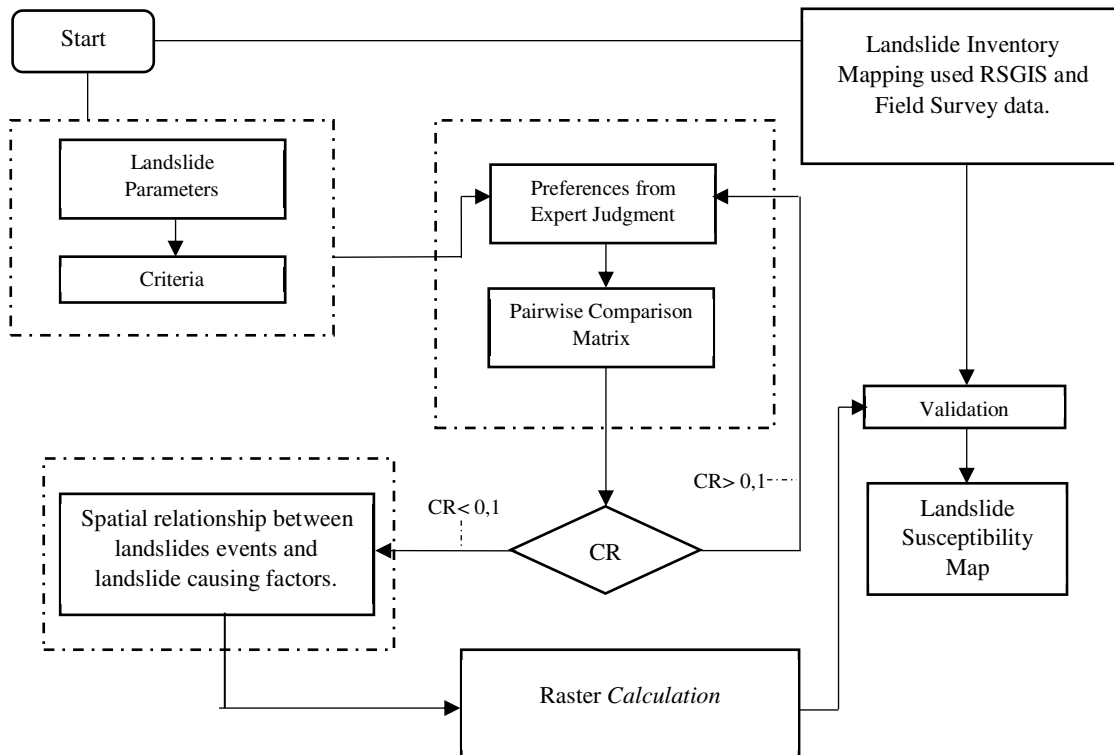 Start
Landslide Inventory
Mapping used RSGIS and
Field Survey data.
Landslide
Parameters
Criteria
Preferences from
Expert Judgment
Pairwise Comparison
Matrix
Validation
CR< 0,1
CR> 0,1
CR
Spatial relationship between
landslides events and
landslide causing factors.
Landslide
Susceptibility
Map
Raster Calculation